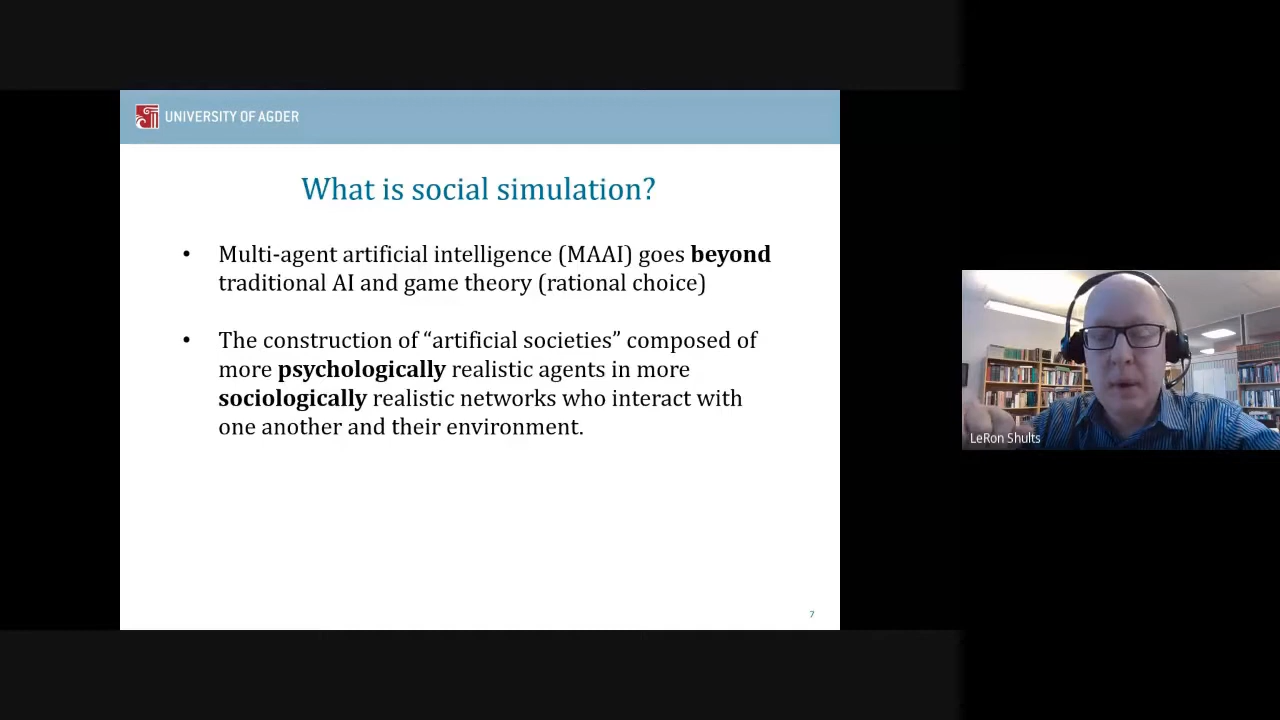 UNIVERSITY OF AGDER
What is social simulation?
• Multi-agent artificial intelligence (MAAI) goes beyond
traditional AI and game theory (rational choice)
• The construction of “artificial societies” composed of
more psychologically realistic agents in more
sociologically realistic networks who interact with
one another and their environment.
7
LeRon Shults